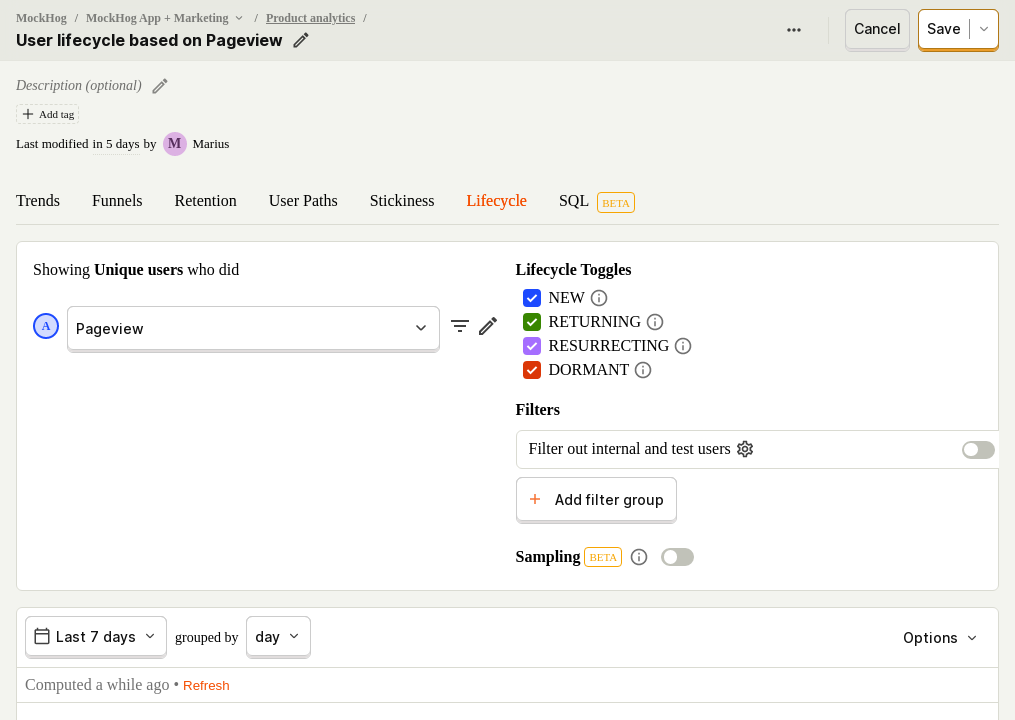 MockHog / MockHog App + Marketing / Product analytics /
User lifecycle based on Pageview
Cancel
Save
Description (optional)
Add tag
Last modified in 5 days by M Marius
Trends Funnels Retention User Paths Stickiness Lifecycle SQL BETA
Showing Unique users who did
A Pageview
Lifecycle Toggles
NEW
RETURNING
RESURRECTING
DORMANT
Filters
Filter out internal and test users
Add filter group
Sampling BETA
Last 7 days grouped by day
Options
Computed a while ago • Refresh